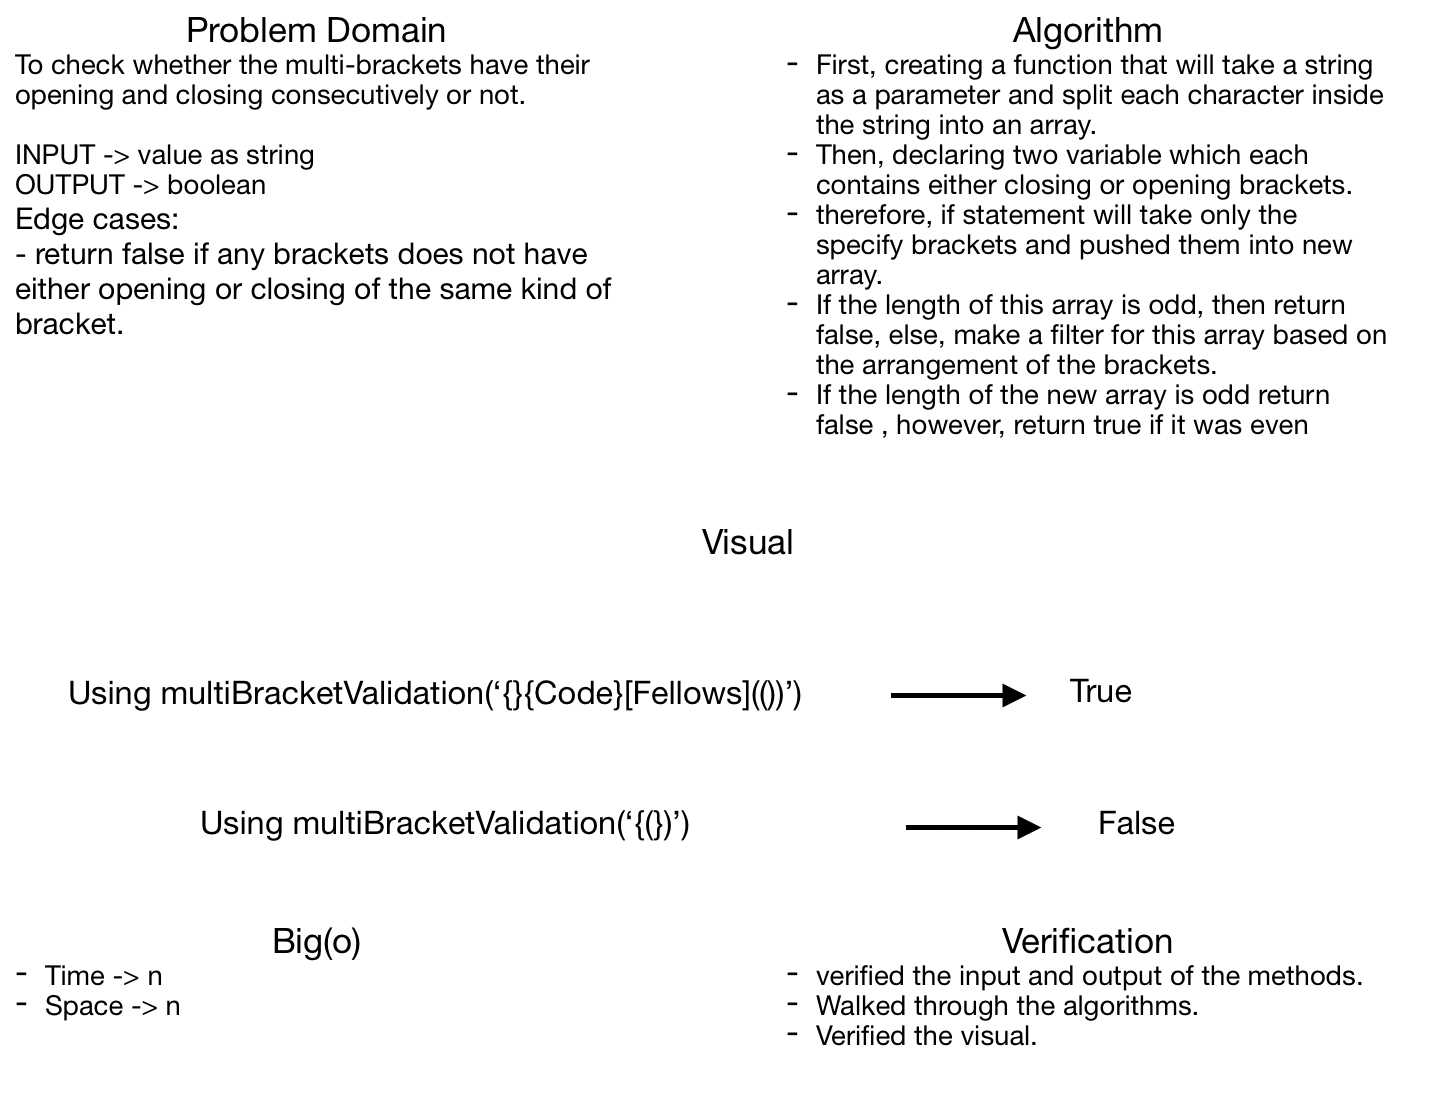 Problem Domain
To check whether the multi-brackets have their
opening and closing consecutively or not.
INPUT -> value as string
OUTPUT -> boolean
Edge cases:
- return false if any brackets does not have
either opening or closing of the same kind of
bracket.
Algorithm
- First, creating a function that will take a string
as a parameter and split each character inside
the string into an array.
- Then, declaring two variable which each
contains either closing or opening brackets.
- therefore, if statement will take only the
specify brackets and pushed them into new
array.
- If the length of this array is odd, then return
false, else, make a filter for this array based on
the arrangement of the brackets.
- If the length of the new array is odd return
false , however, return true if it was even
Visual
Using multiBracketValidation(‘{}{Code}[Fellows](())’)
True
Using multiBracketValidation(‘{(})’)
False
Big(o)
- Time -> n
- Space -> n
Verification
- verified the input and output of the methods.
- Walked through the algorithms.
- Verified the visual.